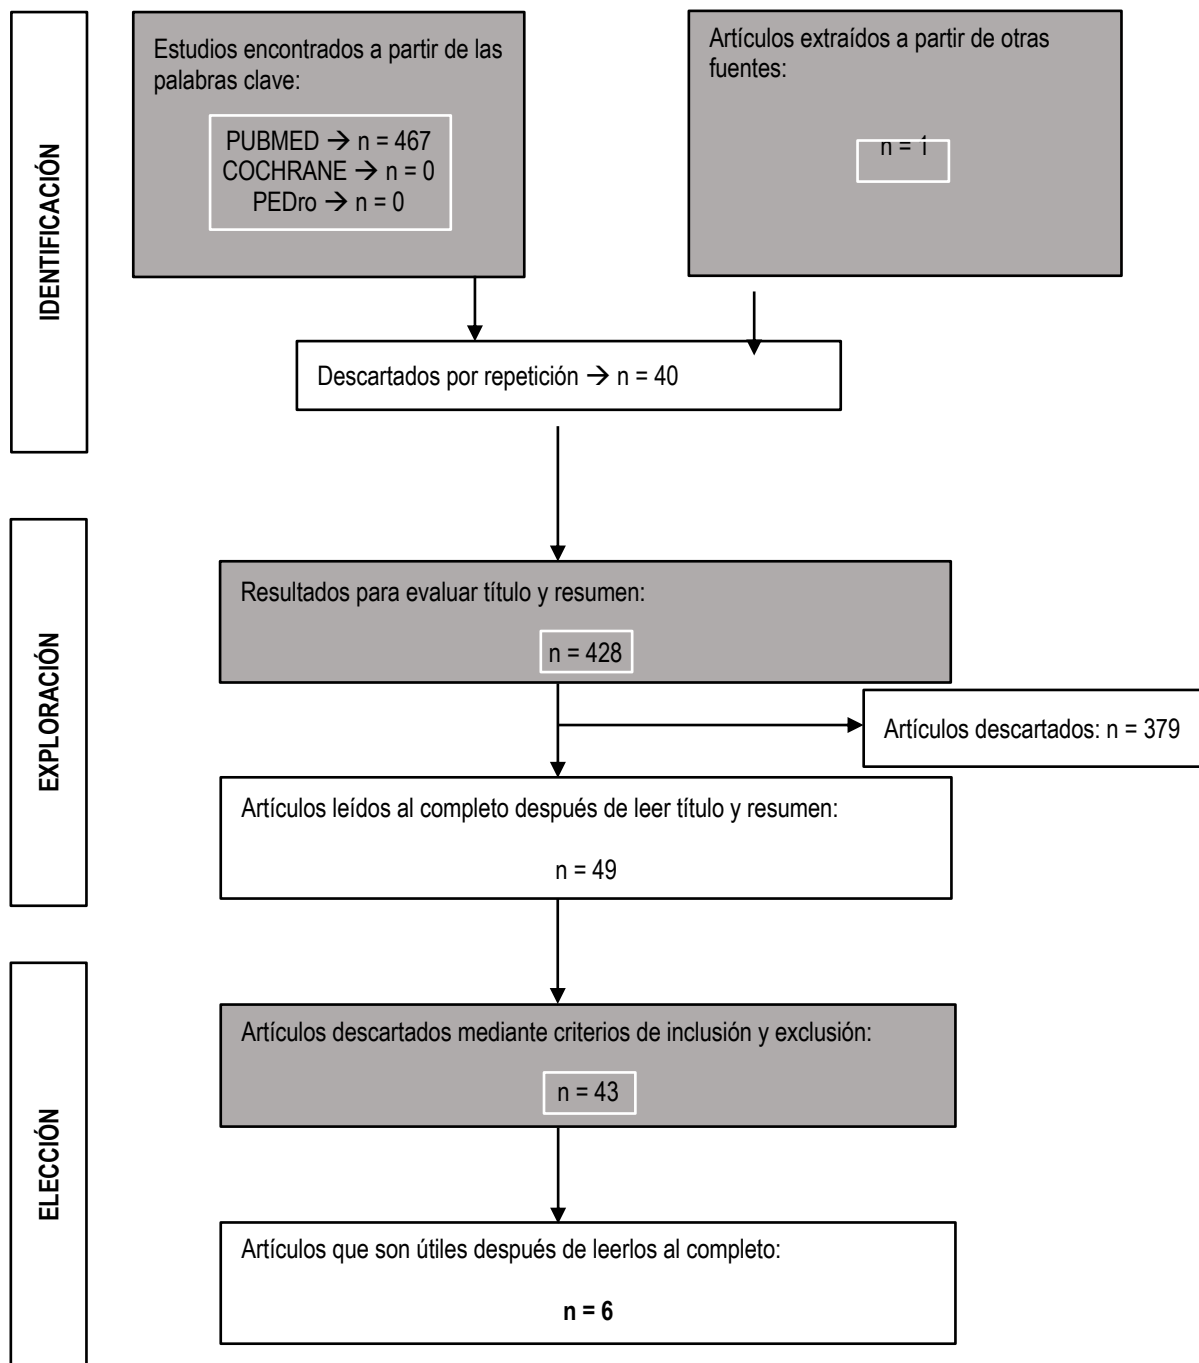 IDENTIFICACIÓN
Estudios encontrados a partir de las
palabras clave:
PUBMED → n = 467
COCHRANE → n = 0
PEDro → n = 0
Artículos extraídos a partir de otras
fuentes:
n = 1
Descartados por repetición → n = 40
EXPLORACIÓN
Resultados para evaluar título y resumen:
n = 428
Artículos descartados: n = 379
Artículos leídos al completo después de leer título y resumen:
n = 49
ELECCIÓN
Artículos descartados mediante criterios de inclusión y exclusión:
n = 43
Artículos que son útiles después de leerlos al completo:
n = 6